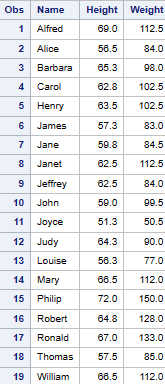 Obs Name Height Weight
1 Alfred 69.0 112.5
2 Alice 56.5 84.0
3 Barbara 65.3 98.0
4 Carol 62.8 102.5
5 Henry 63.5 102.5
6 James 57.3 83.0
7 Jane 59.8 84.5
8 Janet 62.5 112.5
9 Jeffrey 62.5 84.0
10 John 59.0 99.5
11 Joyce 51.3 50.5
12 Judy 64.3 90.0
13 Louise 56.3 77.0
14 Mary 66.5 112.0
15 Philip 72.0 150.0
16 Robert 64.8 128.0
17 Ronald 67.0 133.0
18 Thomas 57.5 85.0
19 William 66.5 112.0